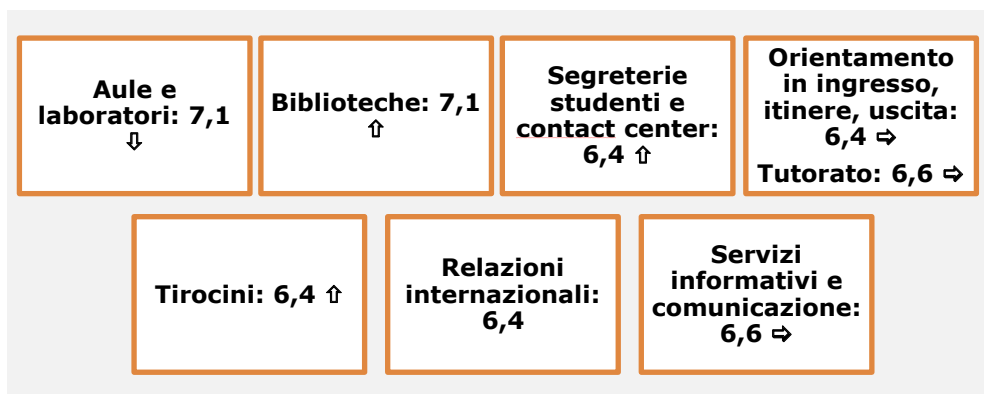 Aule e
laboratori: 7,1
⇩
Biblioteche: 7,1
⇧
Segreterie
studenti e
contact center:
6,4 ⇧
Orientamento
in ingresso,
itinere, uscita:
6,4 ⇨
Tutorato: 6,6 ⇨
Tirocini: 6,4 ⇧
Relazioni
internazionali:
6,4
Servizi
informativi e
comunicazione:
6,6 ⇨